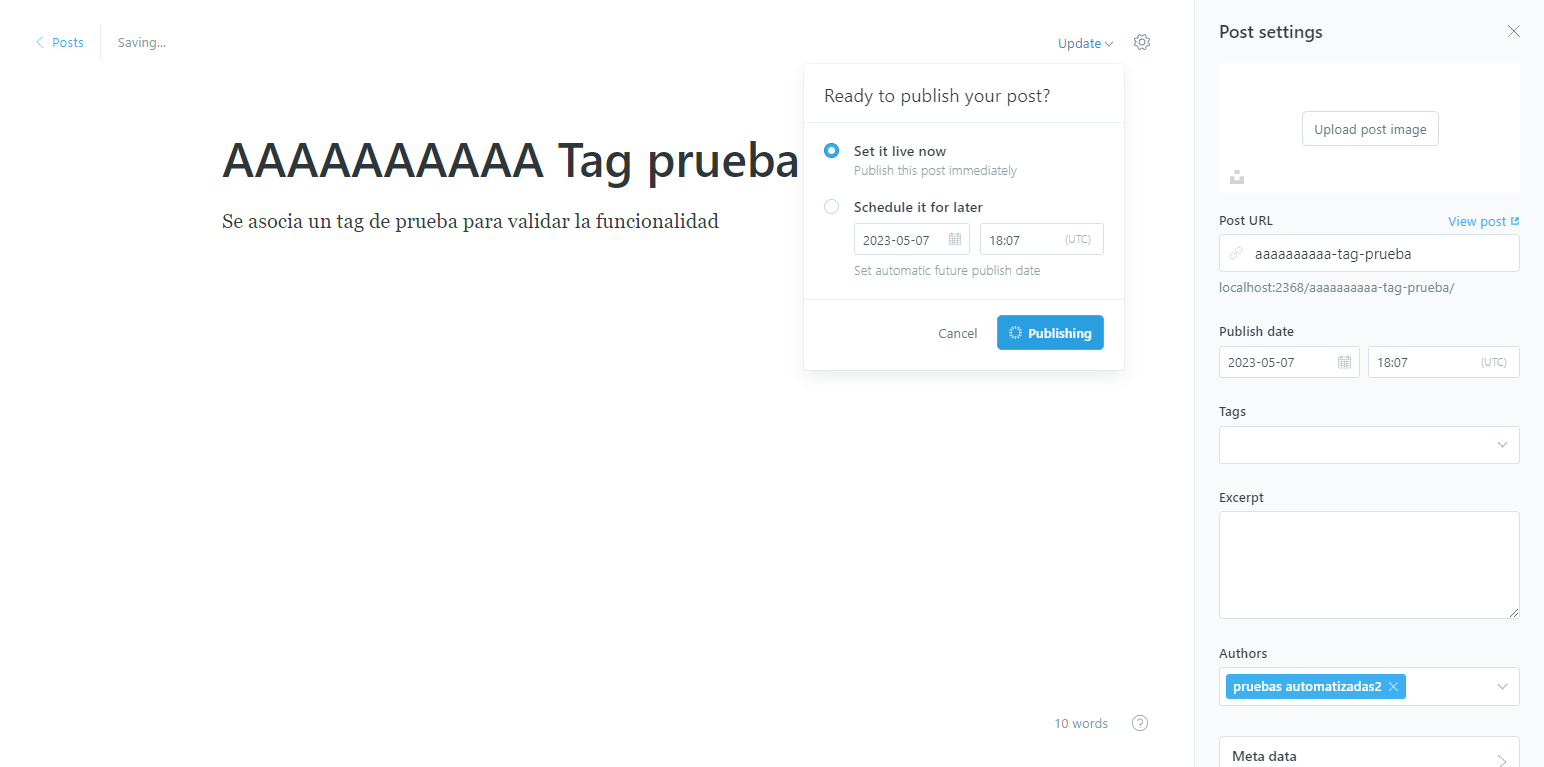 Posts
Saving...
Update
AAAAAAAAAA Tag prueba
Se asocia un tag de prueba para validar la funcionalidad
Ready to publish your post?
Set it live now
Publish this post immediately
Schedule it for later
2023-05-07 18:07 (UTC)
Set automatic future publish date
Cancel Publishing
10 words
Post settings
Upload post image
Post URL View post
aaaaaaaaaa-tag-prueba
localhost:2368/aaaaaaaaaa-tag-prueba/
Publish date
2023-05-07 18:07 (UTC)
Tags
Excerpt
Authors
pruebas automatizadas2
Meta data